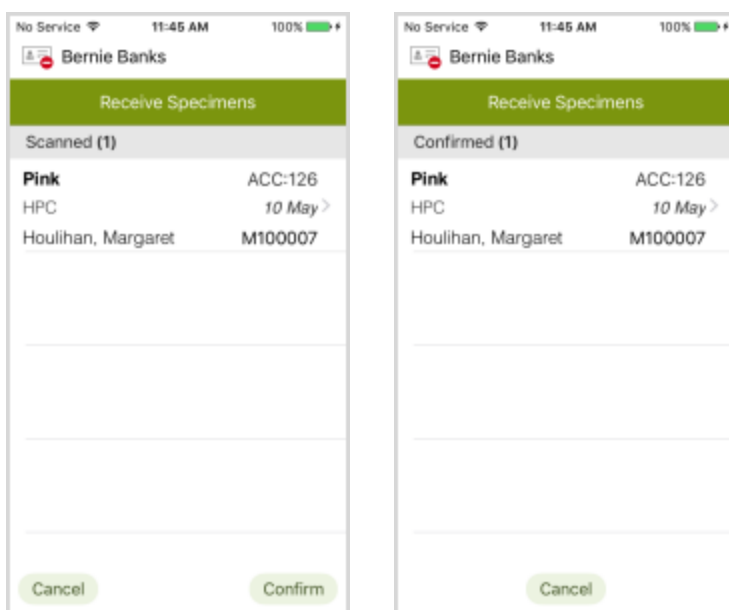 No Service 11:45 AM 100%
Bernie Banks
Receive Specimens
Scanned (1)
Pink ACC:126
HPC 10 May
Houlihan, Margaret M100007
Cancel Confirm
No Service 11:45 AM 100%
Bernie Banks
Receive Specimens
Confirmed (1)
Pink ACC:126
HPC 10 May
Houlihan, Margaret M100007
Cancel